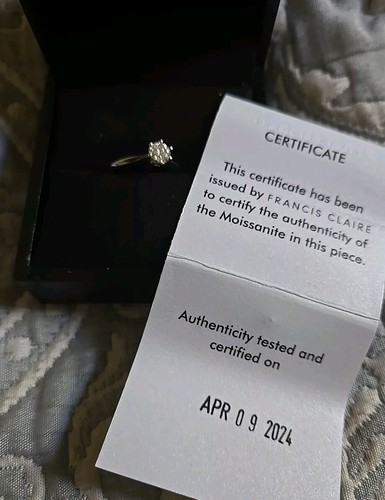 CERTIFICATE
This certificate has been
issued by FRANCIS CLAIRE
to certify the authenticity of
the Moissanite in this piece.
Authenticity tested and
certified on
APR 09 2024